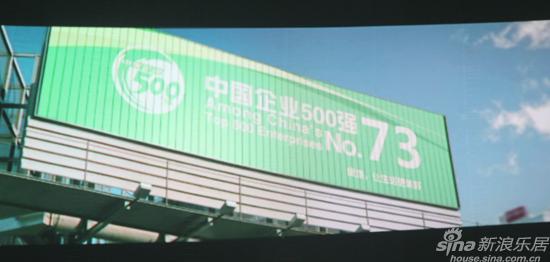 500
中国企业500强
Among China's
Top 500 Enterprises
No.73
sina新浪乐居
house.sina.com.cn